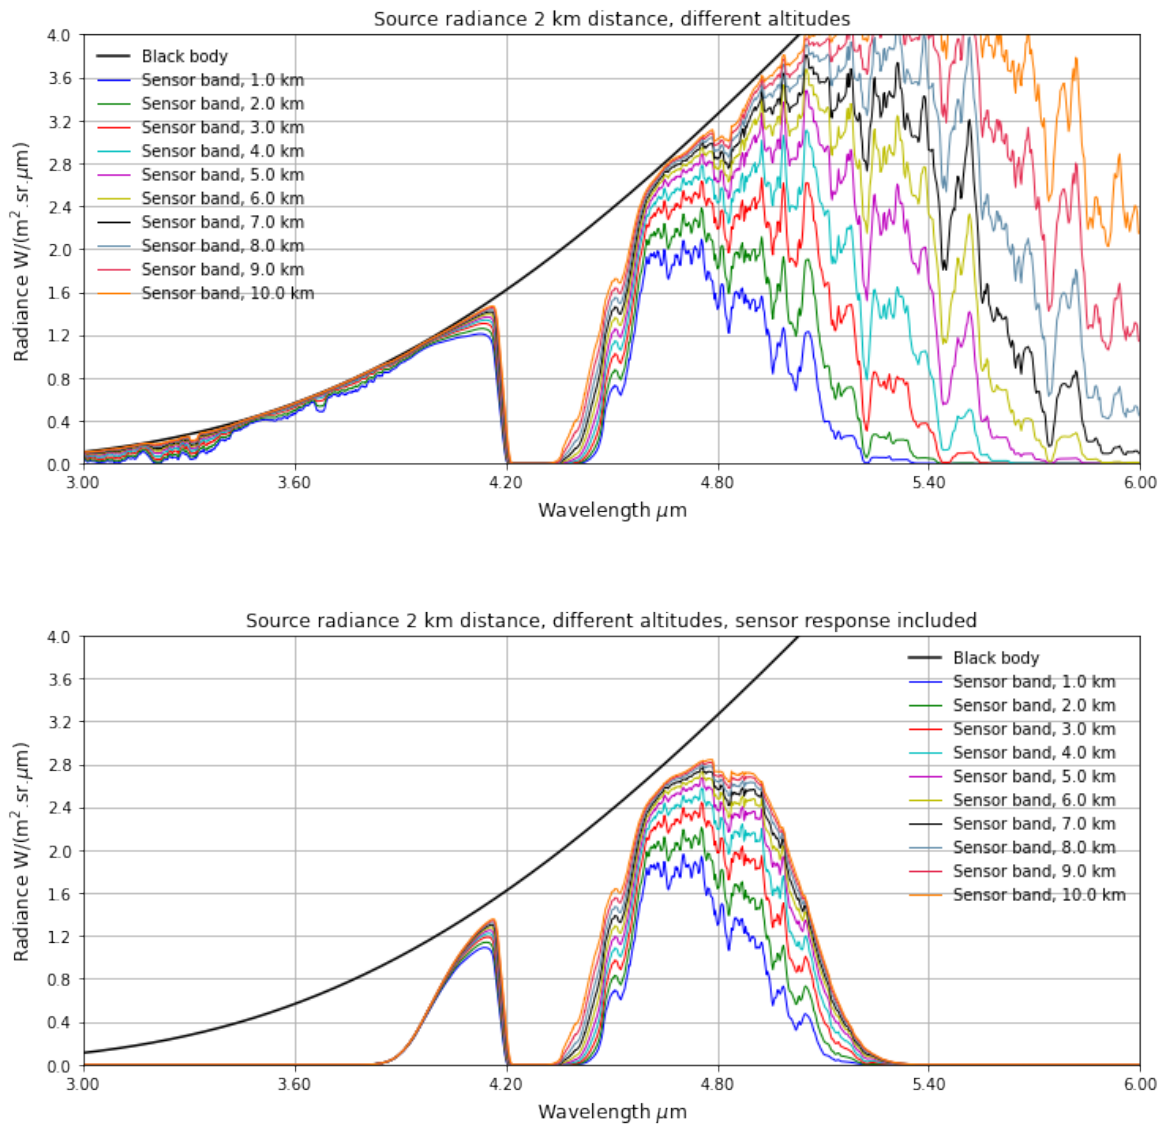 Source radiance 2 km distance, different altitudes
Radiance W/(m².sr.μm)
4.0
3.6
3.2
2.8
2.4
2.0
1.6
1.2
0.8
0.4
0.0
Black body
Sensor band, 1.0 km
Sensor band, 2.0 km
Sensor band, 3.0 km
Sensor band, 4.0 km
Sensor band, 5.0 km
Sensor band, 6.0 km
Sensor band, 7.0 km
Sensor band, 8.0 km
Sensor band, 9.0 km
Sensor band, 10.0 km
3.00 3.60 4.20 4.80 5.40 6.00
Wavelength μm
Source radiance 2 km distance, different altitudes, sensor response included
Radiance W/(m².sr.μm)
4.0
3.6
3.2
2.8
2.4
2.0
1.6
1.2
0.8
0.4
0.0
Black body
Sensor band, 1.0 km
Sensor band, 2.0 km
Sensor band, 3.0 km
Sensor band, 4.0 km
Sensor band, 5.0 km
Sensor band, 6.0 km
Sensor band, 7.0 km
Sensor band, 8.0 km
Sensor band, 9.0 km
Sensor band, 10.0 km
3.00 3.60 4.20 4.80 5.40 6.00
Wavelength μm